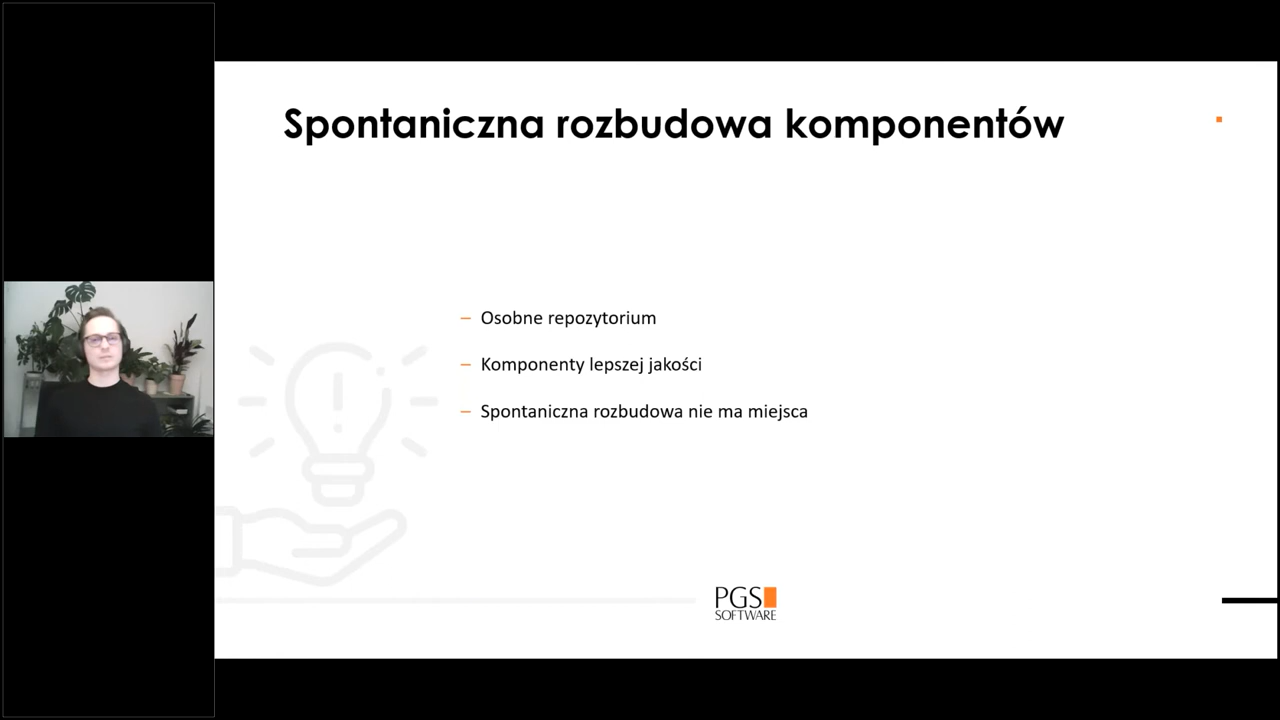 Spontaniczna rozbudowa komponentów
– Osobne repozytorium
– Komponenty lepszej jakości
– Spontaniczna rozbudowa nie ma miejsca
PGS
SOFTWARE